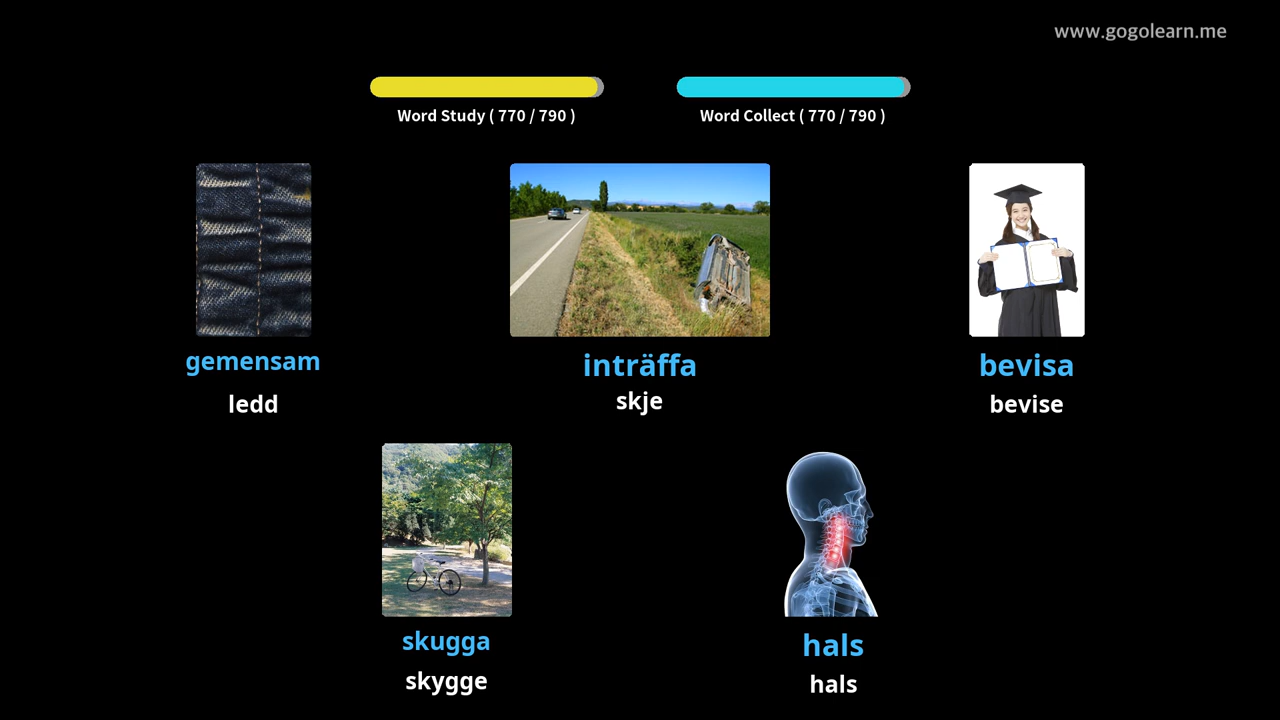 www.gogolearn.me
Word Study ( 770 / 790 )
Word Collect ( 770 / 790 )
gemensam
ledd
inträffa
skje
bevisa
bevise
skugga
skygge
hals
hals